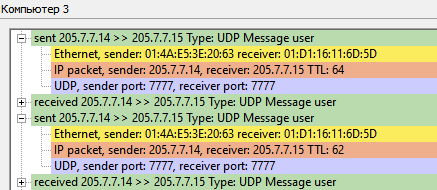 Компьютер 3
sent 205.7.7.14 >> 205.7.7.15 Type: UDP Message user
Ethernet, sender: 01:4A:E5:3E:20:63 receiver: 01:D1:16:11:6D:5D
IP packet, sender: 205.7.7.14, receiver: 205.7.7.15 TTL: 64
UDP, sender port: 7777, receiver port: 7777
received 205.7.7.14 >> 205.7.7.15 Type: UDP Message user
sent 205.7.7.14 >> 205.7.7.15 Type: UDP Message user
Ethernet, sender: 01:4A:E5:3E:20:63 receiver: 01:D1:16:11:6D:5D
IP packet, sender: 205.7.7.14, receiver: 205.7.7.15 TTL: 62
UDP, sender port: 7777, receiver port: 7777
received 205.7.7.14 >> 205.7.7.15 Type: UDP Message user